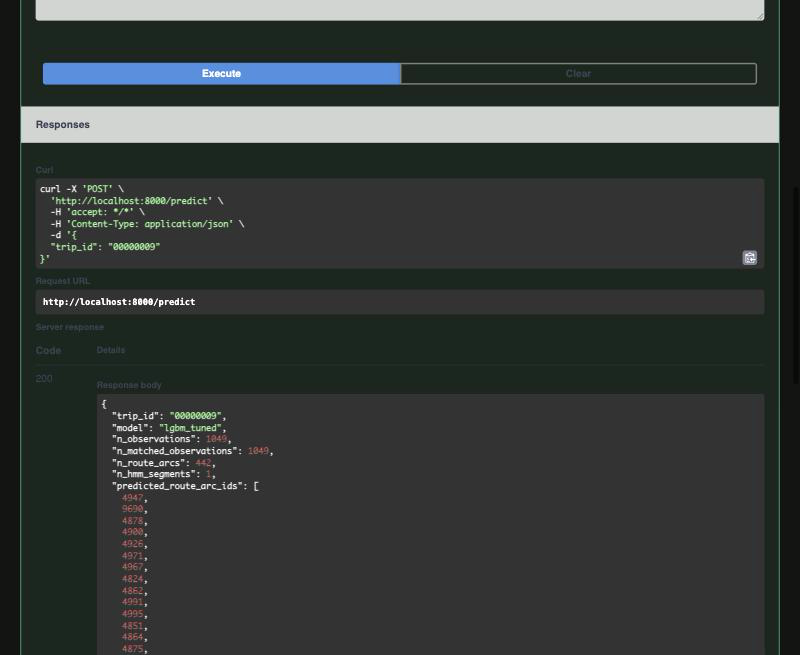 Execute
Clear
Responses
Curl
curl -X 'POST' \
  'http://localhost:8000/predict' \
  -H 'accept: */*' \
  -H 'Content-Type: application/json' \
  -d '{
  "trip_id": "00000009"
}'
Request URL
http://localhost:8000/predict
Server response
Code
Details
200
Response body
{
  "trip_id": "00000009",
  "model": "lgbm_tuned",
  "n_observations": 1049,
  "n_matched_observations": 1049,
  "n_route_arcs": 442,
  "n_hmm_segments": 1,
  "predicted_route_arc_ids": [
    4947,
    9690,
    4878,
    4900,
    4926,
    4971,
    4967,
    4824,
    4862,
    4991,
    4995,
    4851,
    4864,
    4875,